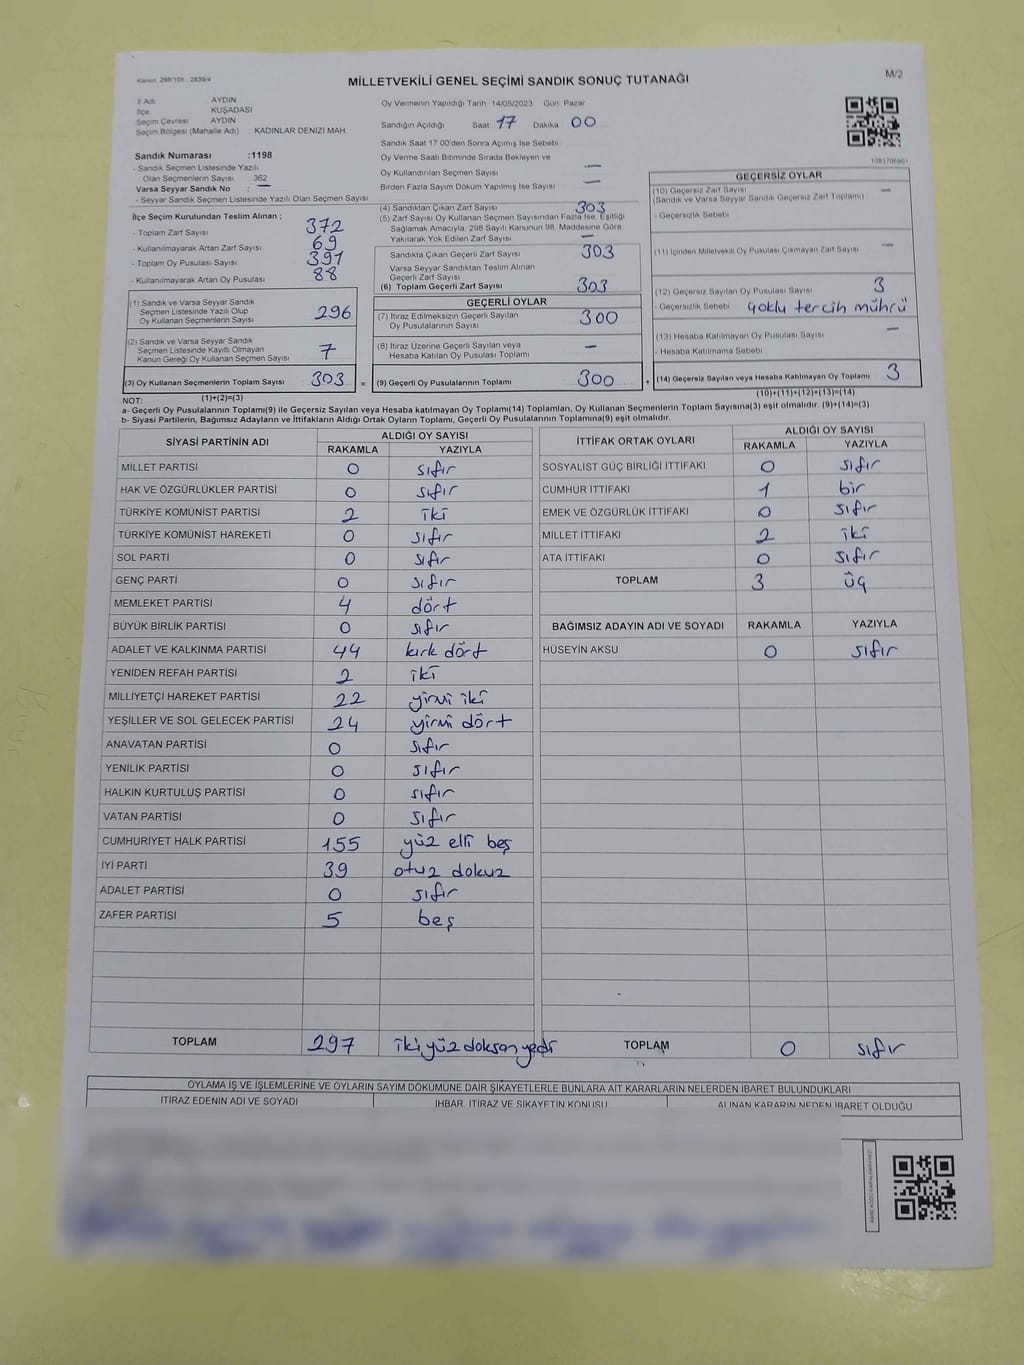 Kanun: 298/105 , 2839/4
MİLLETVEKİLİ GENEL SEÇİMİ SANDIK SONUÇ TUTANAĞI
M/2
İl Adı AYDIN
İlçe KUŞADASI
Seçim Çevresi AYDIN
Seçim Bölgesi (Mahalle Adı) KADINLAR DENİZİ MAH.
Sandık Numarası :1198
- Sandık Seçmen Listesinde Yazılı
Olan Seçmenlerin Sayısı 362
Varsa Seyyar Sandık No : —
- Seyyar Sandık Seçmen Listesinde Yazılı Olan Seçmen Sayısı
İlçe Seçim Kurulundan Teslim Alınan ;
- Toplam Zarf Sayısı 372
- Kullanılmayarak Artan Zarf Sayısı 69
- Toplam Oy Pusulası Sayısı 391
- Kullanılmayarak Artan Oy Pusulası 88
(1) Sandık ve Varsa Seyyar Sandık
Seçmen Listesinde Yazılı Olup
Oy Kullanan Seçmenlerin Sayısı 296
(2) Sandık ve Varsa Seyyar Sandık
Seçmen Listesinde Kayıtlı Olmayan
Kanun Gereği Oy Kullanan Seçmen Sayısı 7
(3) Oy Kullanan Seçmenlerin Toplam Sayısı 303 =
(1)+(2)=(3)
Oy Vermenin Yapıldığı Tarih 14/05/2023 Gün: Pazar
Sandığın Açıldığı Saat 17 Dakika 00
Sandık Saat 17.00'den Sonra Açımış İse Sebebi
Oy Verme Saati Bitiminde Sırada Bekleyen ve
Oy Kullandırılan Seçmen Sayısı —
Birden Fazla Sayım Döküm Yapılmış İse Sayısı —
(4) Sandıktan Çıkan Zarf Sayısı 303
(5) Zarf Sayısı Oy Kullanan Seçmen Sayısından Fazla İse, Eşitliği
Sağlamak Amacıyla, 298 Sayılı Kanunun 98. Maddesine Göre
Yakılarak Yok Edilen Zarf Sayısı —
Sandıkta Çıkan Geçerli Zarf Sayısı 303
Varsa Seyyar Sandıktan Teslim Alınan
Geçerli Zarf Sayısı
(6) Toplam Geçerli Zarf Sayısı 303
GEÇERLİ OYLAR
(7) İtiraz Edilmeksizin Geçerli Sayılan
Oy Pusulalarının Sayısı 300
(8) İtiraz Üzerine Geçerli Sayılan veya
Hesaba Katılan Oy Pusulası Toplamı —
(9) Geçerli Oy Pusulalarının Toplamı 300 +
1083706901
GEÇERSİZ OYLAR
(10) Geçersiz Zarf Sayısı —
(Sandık ve Varsa Seyyar Sandık Geçersiz Zarf Toplamı)
- Geçersizlik Sebebi
(11) İçinden Milletvekili Oy Pusulası Çıkmayan Zarf Sayısı —
(12) Geçersiz Sayılan Oy Pusulası Sayısı 3
- Geçersizlik Sebebi çoklu tercih mührü
(13) Hesaba Katılmayan Oy Pusulası Sayısı —
- Hesaba Katılmama Sebebi
(14) Geçersiz Sayılan veya Hesaba Katılmayan Oy Toplamı 3
(10)+(11)+(12)+(13)=(14)
NOT:
a- Geçerli Oy Pusulalarının Toplamı(9) ile Geçersiz Sayılan veya Hesaba katılmayan Oy Toplamı(14) Toplamları, Oy Kullanan Seçmenlerin Toplam Sayısına(3) eşit olmalıdır. (9)+(14)=(3)
b- Siyasi Partilerin, Bağımsız Adayların ve İttifakların Aldığı Ortak Oyların Toplamı, Geçerli Oy Pusulalarının Toplamına(9) eşit olmalıdır.
SİYASİ PARTİNİN ADI ALDIĞI OY SAYISI
RAKAMLA YAZIYLA
MİLLET PARTİSİ 0 sıfır
HAK VE ÖZGÜRLÜKLER PARTİSİ 0 sıfır
TÜRKİYE KOMÜNİST PARTİSİ 2 iki
TÜRKİYE KOMÜNİST HAREKETİ 0 sıfır
SOL PARTİ 0 sıfır
GENÇ PARTİ 0 sıfır
MEMLEKET PARTİSİ 4 dört
BÜYÜK BİRLİK PARTİSİ 0 sıfır
ADALET VE KALKINMA PARTİSİ 44 kırk dört
YENİDEN REFAH PARTİSİ 2 iki
MİLLİYETÇİ HAREKET PARTİSİ 22 yirmi iki
YEŞİLLER VE SOL GELECEK PARTİSİ 24 yirmi dört
ANAVATAN PARTİSİ 0 sıfır
YENİLİK PARTİSİ 0 sıfır
HALKIN KURTULUŞ PARTİSİ 0 sıfır
VATAN PARTİSİ 0 sıfır
CUMHURİYET HALK PARTİSİ 155 yüz elli beş
İYİ PARTİ 39 otuz dokuz
ADALET PARTİSİ 0 sıfır
ZAFER PARTİSİ 5 beş
TOPLAM 297 iki yüz doksan yedi
İTTİFAK ORTAK OYLARI ALDIĞI OY SAYISI
RAKAMLA YAZIYLA
SOSYALİST GÜÇ BİRLİĞİ İTTİFAKI 0 sıfır
CUMHUR İTTİFAKI 1 bir
EMEK VE ÖZGÜRLÜK İTTİFAKI 0 sıfır
MİLLET İTTİFAKI 2 iki
ATA İTTİFAKI 0 sıfır
TOPLAM 3 üç
BAĞIMSIZ ADAYIN ADI VE SOYADI RAKAMLA YAZIYLA
HÜSEYİN AKSU 0 sıfır
TOPLAM 0 sıfır
OYLAMA İŞ VE İŞLEMLERİNE VE OYLARIN SAYIM DÖKÜMÜNE DAİR ŞİKAYETLERLE BUNLARA AİT KARARLARIN NELERDEN İBARET BULUNDUKLARI
İTİRAZ EDENİN ADI VE SOYADI İHBAR, İTİRAZ VE ŞİKAYETİN KONUSU ALINAN KARARIN NEDEN İBARET OLDUĞU